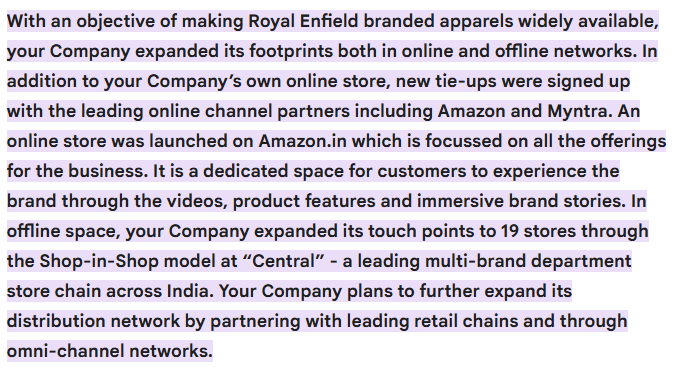 With an objective of making Royal Enfield branded apparels widely available,
your Company expanded its footprints both in online and offline networks. In
addition to your Company’s own online store, new tie-ups were signed up
with the leading online channel partners including Amazon and Myntra. An
online store was launched on Amazon.in which is focussed on all the offerings
for the business. It is a dedicated space for customers to experience the
brand through the videos, product features and immersive brand stories. In
offline space, your Company expanded its touch points to 19 stores through
the Shop-in-Shop model at “Central” - a leading multi-brand department
store chain across India. Your Company plans to further expand its
distribution network by partnering with leading retail chains and through
omni-channel networks.